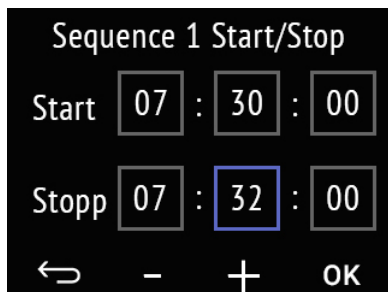 Sequence 1 Start/Stop
Start 07 : 30 : 00
Stopp 07 : 32 : 00
- + OK